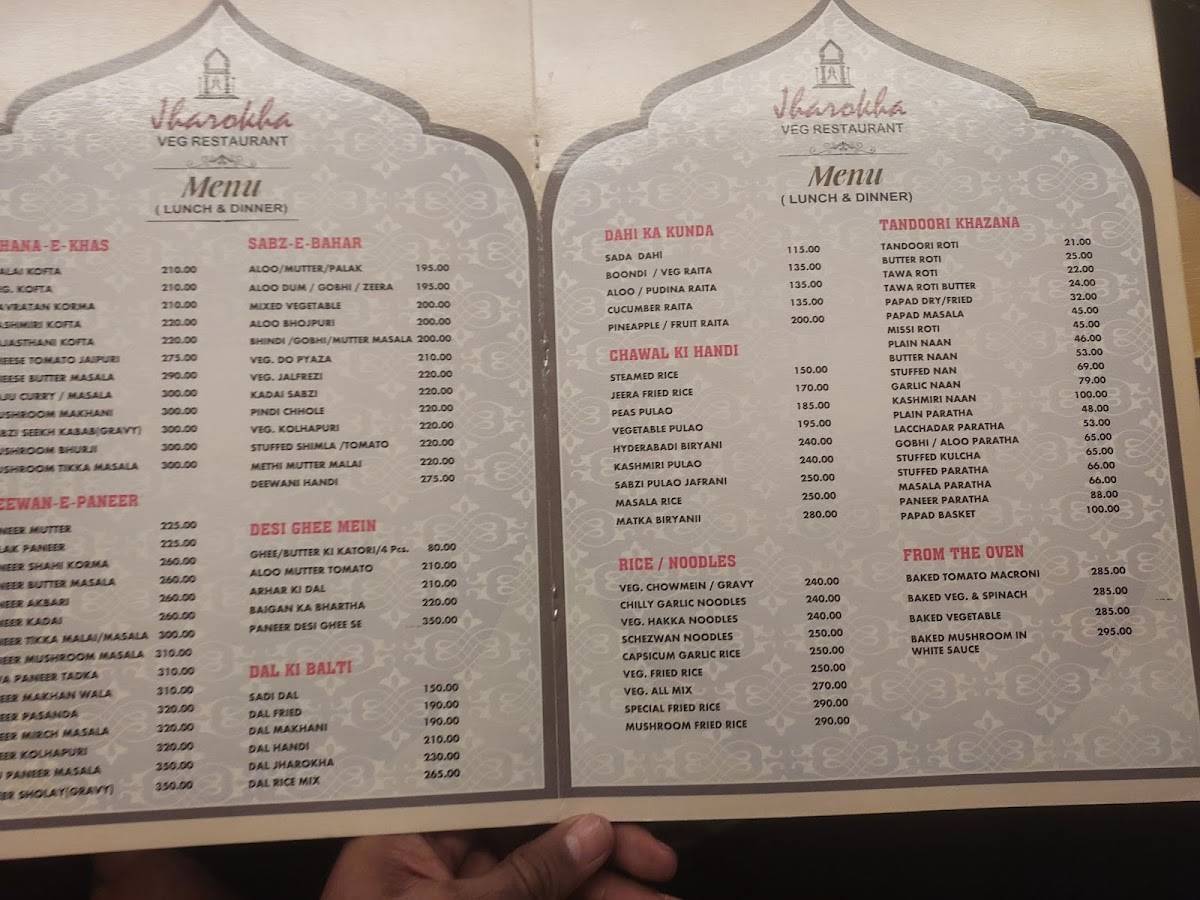 Jharokha
VEG RESTAURANT
Menu
( LUNCH & DINNER)
HANA-E-KHAS
ALAI KOFTA 210.00
EG. KOFTA 210.00
AVRATAN KORMA 210.00
ASHMIRI KOFTA 220.00
AJASTHANI KOFTA 220.00
HEESE TOMATO JAIPURI 275.00
HEESE BUTTER MASALA 290.00
AJU CURRY / MASALA 300.00
USHROOM MAKHANI 300.00
BZI SEEKH KABAB(GRAVY) 300.00
USHROOM BHURJI 300.00
USHROOM TIKKA MASALA 300.00
EEWAN-E-PANEER
NEER MUTTER 225.00
LAK PANEER 225.00
NEER SHAHI KORMA 260.00
NEER BUTTER MASALA 260.00
NEER AKBARI 260.00
NEER KADAI 260.00
NEER TIKKA MALAI/MASALA 300.00
EER MUSHROOM MASALA 310.00
VA PANEER TADKA 310.00
EER MAKHAN WALA 310.00
EER PASANDA 320.00
EER MIRCH MASALA 320.00
EER KOLHAPURI 320.00
U PANEER MASALA 350.00
EER SHOLAY(GRAVY) 350.00
SABZ-E-BAHAR
ALOO/MUTTER/PALAK 195.00
ALOO DUM / GOBHI / ZEERA 195.00
MIXED VEGETABLE 200.00
ALOO BHOJPURI 200.00
BHINDI /GOBHI/MUTTER MASALA 200.00
VEG. DO PYAZA 210.00
VEG. JALFREZI 220.00
KADAI SABZI 220.00
PINDI CHHOLE 220.00
VEG. KOLHAPURI 220.00
STUFFED SHIMLA /TOMATO 220.00
METHI MUTTER MALAI 220.00
DEEWANI HANDI 275.00
DESI GHEE MEIN
GHEE/BUTTER KI KATORI/4 Pcs. 80.00
ALOO MUTTER TOMATO 210.00
ARHAR KI DAL 210.00
BAIGAN KA BHARTHA 220.00
PANEER DESI GHEE SE 350.00
DAL KI BALTI
SADI DAL 150.00
DAL FRIED 190.00
DAL MAKHANI 190.00
DAL HANDI 210.00
DAL JHAROKHA 230.00
DAL RICE MIX 265.00
Jharokha
VEG RESTAURANT
Menu
( LUNCH & DINNER)
DAHI KA KUNDA
SADA DAHI 115.00
BOONDI / VEG RAITA 135.00
ALOO / PUDINA RAITA 135.00
CUCUMBER RAITA 135.00
PINEAPPLE / FRUIT RAITA 200.00
CHAWAL KI HANDI
STEAMED RICE 150.00
JEERA FRIED RICE 170.00
PEAS PULAO 185.00
VEGETABLE PULAO 195.00
HYDERABADI BIRYANI 240.00
KASHMIRI PULAO 240.00
SABZI PULAO JAFRANI 250.00
MASALA RICE 250.00
MATKA BIRYANII 280.00
RICE / NOODLES
VEG. CHOWMEIN / GRAVY 240.00
CHILLY GARLIC NOODLES 240.00
VEG. HAKKA NOODLES 240.00
SCHEZWAN NOODLES 250.00
CAPSICUM GARLIC RICE 250.00
VEG. FRIED RICE 250.00
VEG. ALL MIX 270.00
SPECIAL FRIED RICE 290.00
MUSHROOM FRIED RICE 290.00
TANDOORI KHAZANA
TANDOORI ROTI 21.00
BUTTER ROTI 25.00
TAWA ROTI 22.00
TAWA ROTI BUTTER 24.00
PAPAD DRY/FRIED 32.00
PAPAD MASALA 45.00
MISSI ROTI 45.00
PLAIN NAAN 46.00
BUTTER NAAN 53.00
STUFFED NAN 69.00
GARLIC NAAN 79.00
KASHMIRI NAAN 100.00
PLAIN PARATHA 48.00
LACCHADAR PARATHA 53.00
GOBHI / ALOO PARATHA 65.00
STUFFED KULCHA 65.00
STUFFED PARATHA 66.00
MASALA PARATHA 66.00
PANEER PARATHA 88.00
PAPAD BASKET 100.00
FROM THE OVEN
BAKED TOMATO MACRONI 285.00
BAKED VEG. & SPINACH 285.00
BAKED VEGETABLE 285.00
BAKED MUSHROOM IN 295.00
WHITE SAUCE